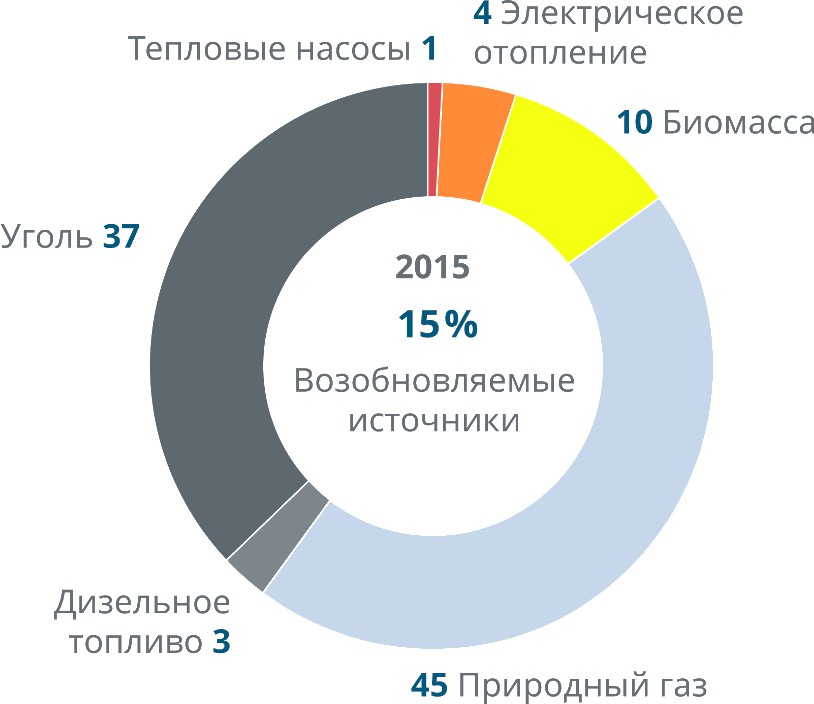 4 Электрическое
отопление
Тепловые насосы 1
10 Биомасса
Уголь 37
2015
15 %
Возобновляемые
источники
Дизельное
топливо 3
45 Природный газ